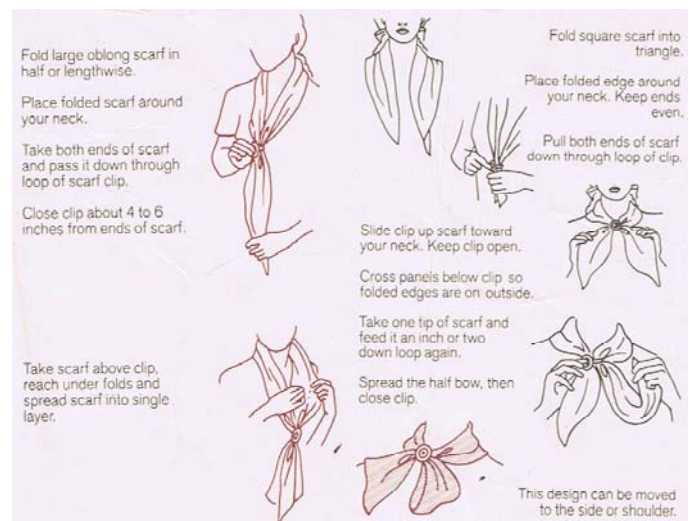 Fold large oblong scarf in
half or lengthwise.
Place folded scarf around
your neck.
Take both ends of scarf
and pass it down through
loop of scarf clip.
Close clip about 4 to 6
inches from ends of scarf.
Take scarf above clip,
reach under folds and
spread scarf into single
layer.
Fold square scarf into
triangle.
Place folded edge around
your neck. Keep ends
even.
Pull both ends of scarf
down through loop of clip.
Slide clip up scarf toward
your neck. Keep clip open.
Cross panels below clip so
folded edges are on outside.
Take one tip of scarf and
feed it an inch or two
down loop again.
Spread the half bow, then
close clip.
This design can be moved
to the side or shoulder.